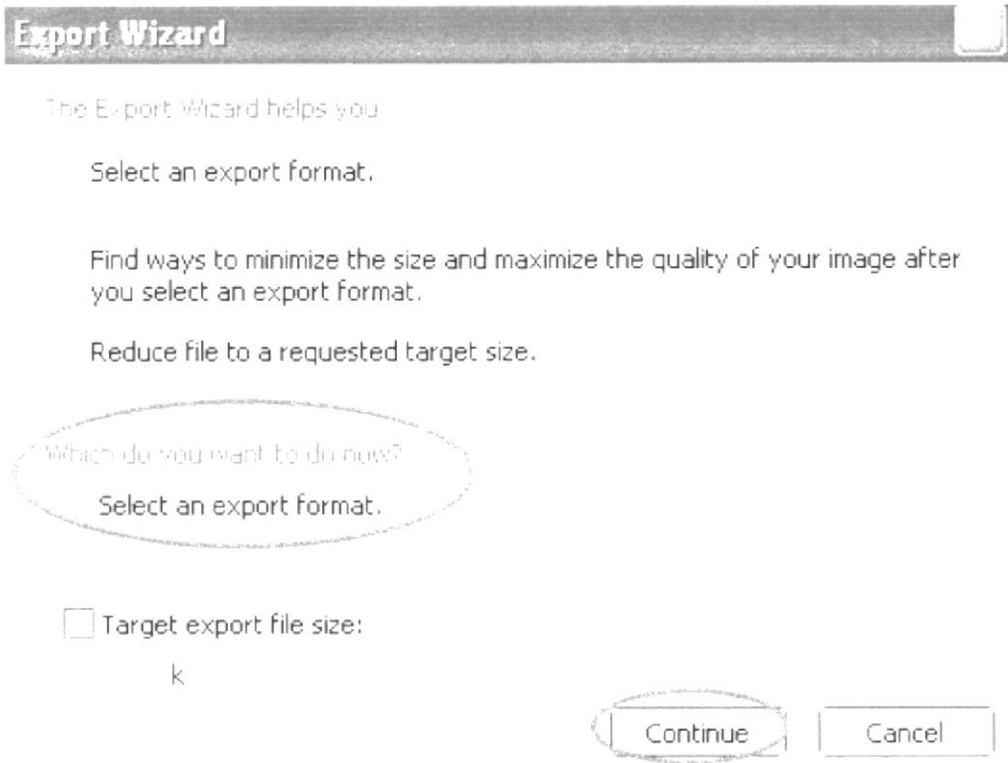 Export Wizard
The Export Wizard helps you
Select an export format.
Find ways to minimize the size and maximize the quality of your image after
you select an export format.
Reduce file to a requested target size.
Which do you want to do now?
Select an export format.
Target export file size:
k
Continue Cancel